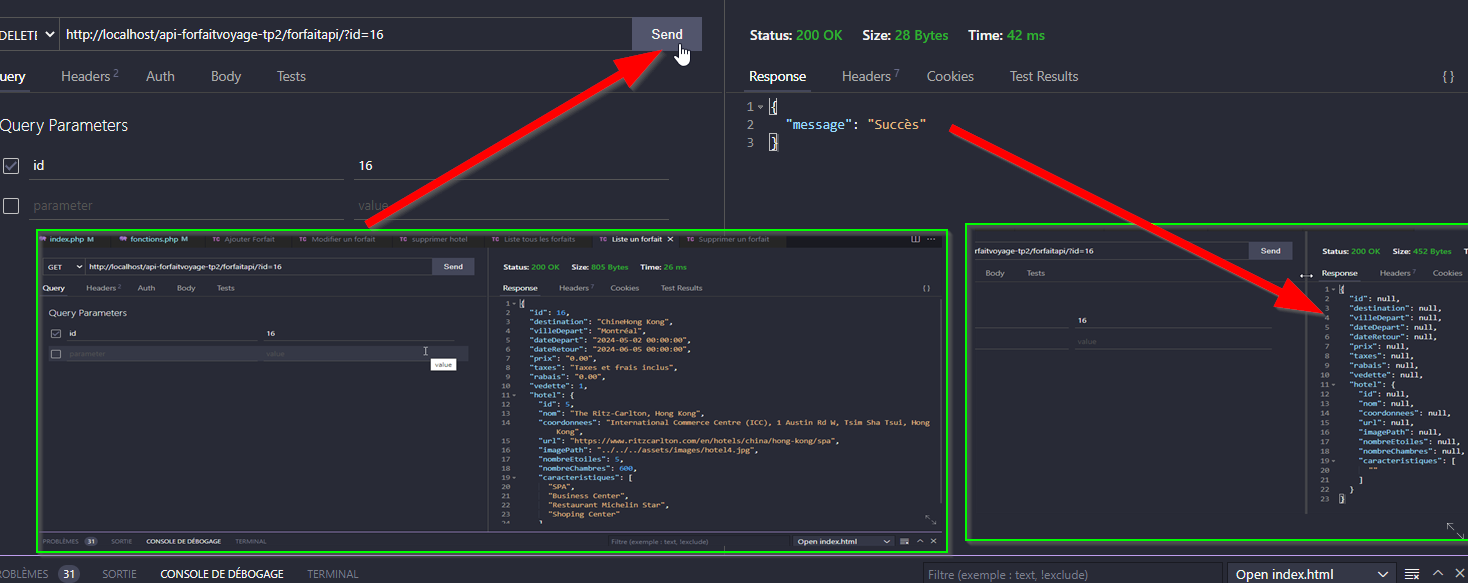 DELETE http://localhost/api-forfaitvoyage-tp2/forfaitapi/?id=16 Send
Query Headers 2 Auth Body Tests
Query Parameters
id 16
parameter value
Status: 200 OK Size: 28 Bytes Time: 42 ms
Response Headers 7 Cookies Test Results { }
1 {
2 "message": "Succès"
3 }
index.php M fonctions.php M TC Ajouter Forfait TC Modifier un forfait TC supprimer hotel TC Liste tous les forfaits TC Liste un forfait TC Supprimer un forfait
GET http://localhost/api-forfaitvoyage-tp2/forfaitapi/?id=16 Send
Query Headers 2 Auth Body Tests
Query Parameters
id 16
parameter value
value
Status: 200 OK Size: 805 Bytes Time: 26 ms
Response Headers 7 Cookies Test Results { }
1 {
2 "id": 16,
3 "destination": "ChineHong Kong",
4 "villeDepart": "Montréal",
5 "dateDepart": "2024-05-02 00:00:00",
6 "dateRetour": "2024-06-05 00:00:00",
7 "prix": "0.00",
8 "taxes": "Taxes et frais inclus",
9 "rabais": "0.00",
10 "vedette": 1,
11 "hotel": {
12 "id": 5,
13 "nom": "The Ritz-Carlton, Hong Kong",
14 "coordonnees": "International Commerce Centre (ICC), 1 Austin Rd W, Tsim Sha Tsui, Hong
Kong",
15 "url": "https://www.ritzcarlton.com/en/hotels/china/hong-kong/spa",
16 "imagePath": "../../../assets/images/hotel4.jpg",
17 "nombreEtoiles": 5,
18 "nombreChambres": 600,
19 "caracteristiques": [
20 "SPA",
21 "Business Center",
22 "Restaurant Michelin Star",
23 "Shoping Center"
24 ]
PROBLÈMES 31 SORTIE CONSOLE DE DÉBOGAGE TERMINAL Filtre (exemple : text, !exclude) Open index.html
rfaitvoyage-tp2/forfaitapi/?id=16 Send
Body Tests
16
value
Status: 200 OK Size: 452 Bytes
Response Headers 7 Cookies
1 {
2 "id": null,
3 "destination": null,
4 "villeDepart": null,
5 "dateDepart": null,
6 "dateRetour": null,
7 "prix": null,
8 "taxes": null,
9 "rabais": null,
10 "vedette": null,
11 "hotel": {
12 "id": null,
13 "nom": null,
14 "coordonnees": null,
15 "url": null,
16 "imagePath": null,
17 "nombreEtoiles": null,
18 "nombreChambres": null,
19 "caracteristiques": [
20 ""
21 ]
22 }
23 }
ROBLÈMES 31 SORTIE CONSOLE DE DÉBOGAGE TERMINAL Filtre (exemple : text, !exclude) Open index.html